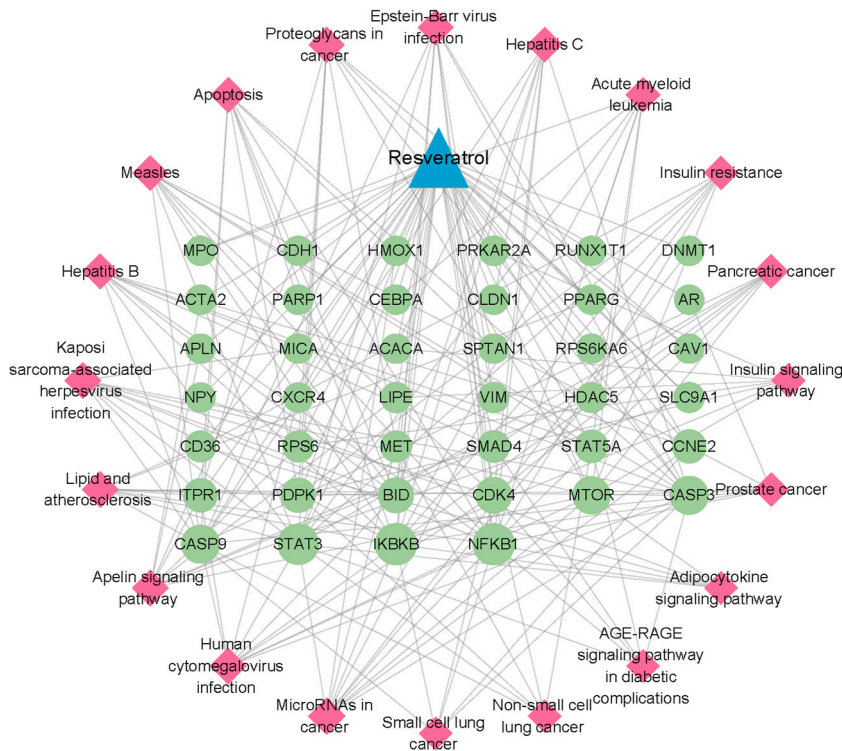 Epstein-Barr virus
infection
Proteoglycans in
cancer
Hepatitis C
Apoptosis
Acute myeloid
leukemia
Resveratrol
Measles
Insulin resistance
MPO
CDH1
HMOX1
PRKAR2A
RUNX1T1
DNMT1
Hepatitis B
Pancreatic cancer
ACTA2
PARP1
CEBPA
CLDN1
PPARG
AR
Kaposi
sarcoma-associated
herpesvirus
infection
APLN
MICA
ACACA
SPTAN1
RPS6KA6
CAV1
Insulin signaling
pathway
NPY
CXCR4
LIPE
VIM
HDAC5
SLC9A1
CD36
RPS6
MET
SMAD4
STAT5A
CCNE2
Lipid and
atherosclerosis
ITPR1
PDPK1
BID
CDK4
MTOR
CASP3
Prostate cancer
CASP9
STAT3
IKBKB
NFKB1
Apelin signaling
pathway
Adipocytokine
signaling pathway
Human
cytomegalovirus
infection
AGE-RAGE
signaling pathway
in diabetic
complications
MicroRNAs in
cancer
Small cell lung
cancer
Non-small cell
lung cancer